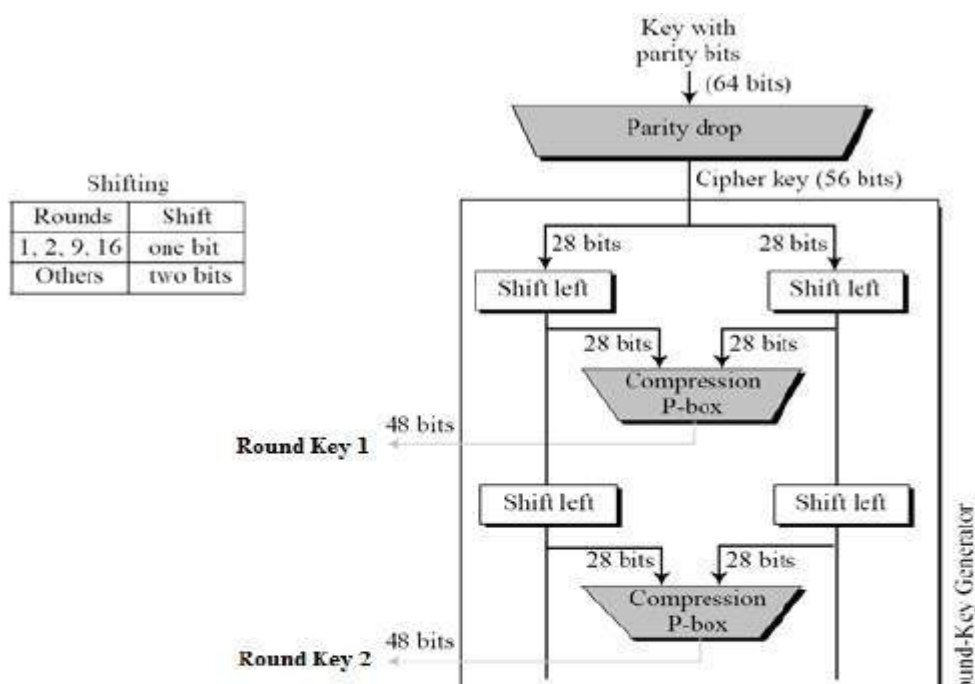 Key with
parity bits
(64 bits)
Parity drop
Cipher key (56 bits)
Shifting
Rounds Shift
1, 2, 9, 16 one bit
Others two bits
28 bits 28 bits
Shift left Shift left
28 bits 28 bits
Compression
P-box
48 bits
Round Key 1
Shift left Shift left
28 bits 28 bits
Compression
P-box
48 bits
Round Key 2
Generator